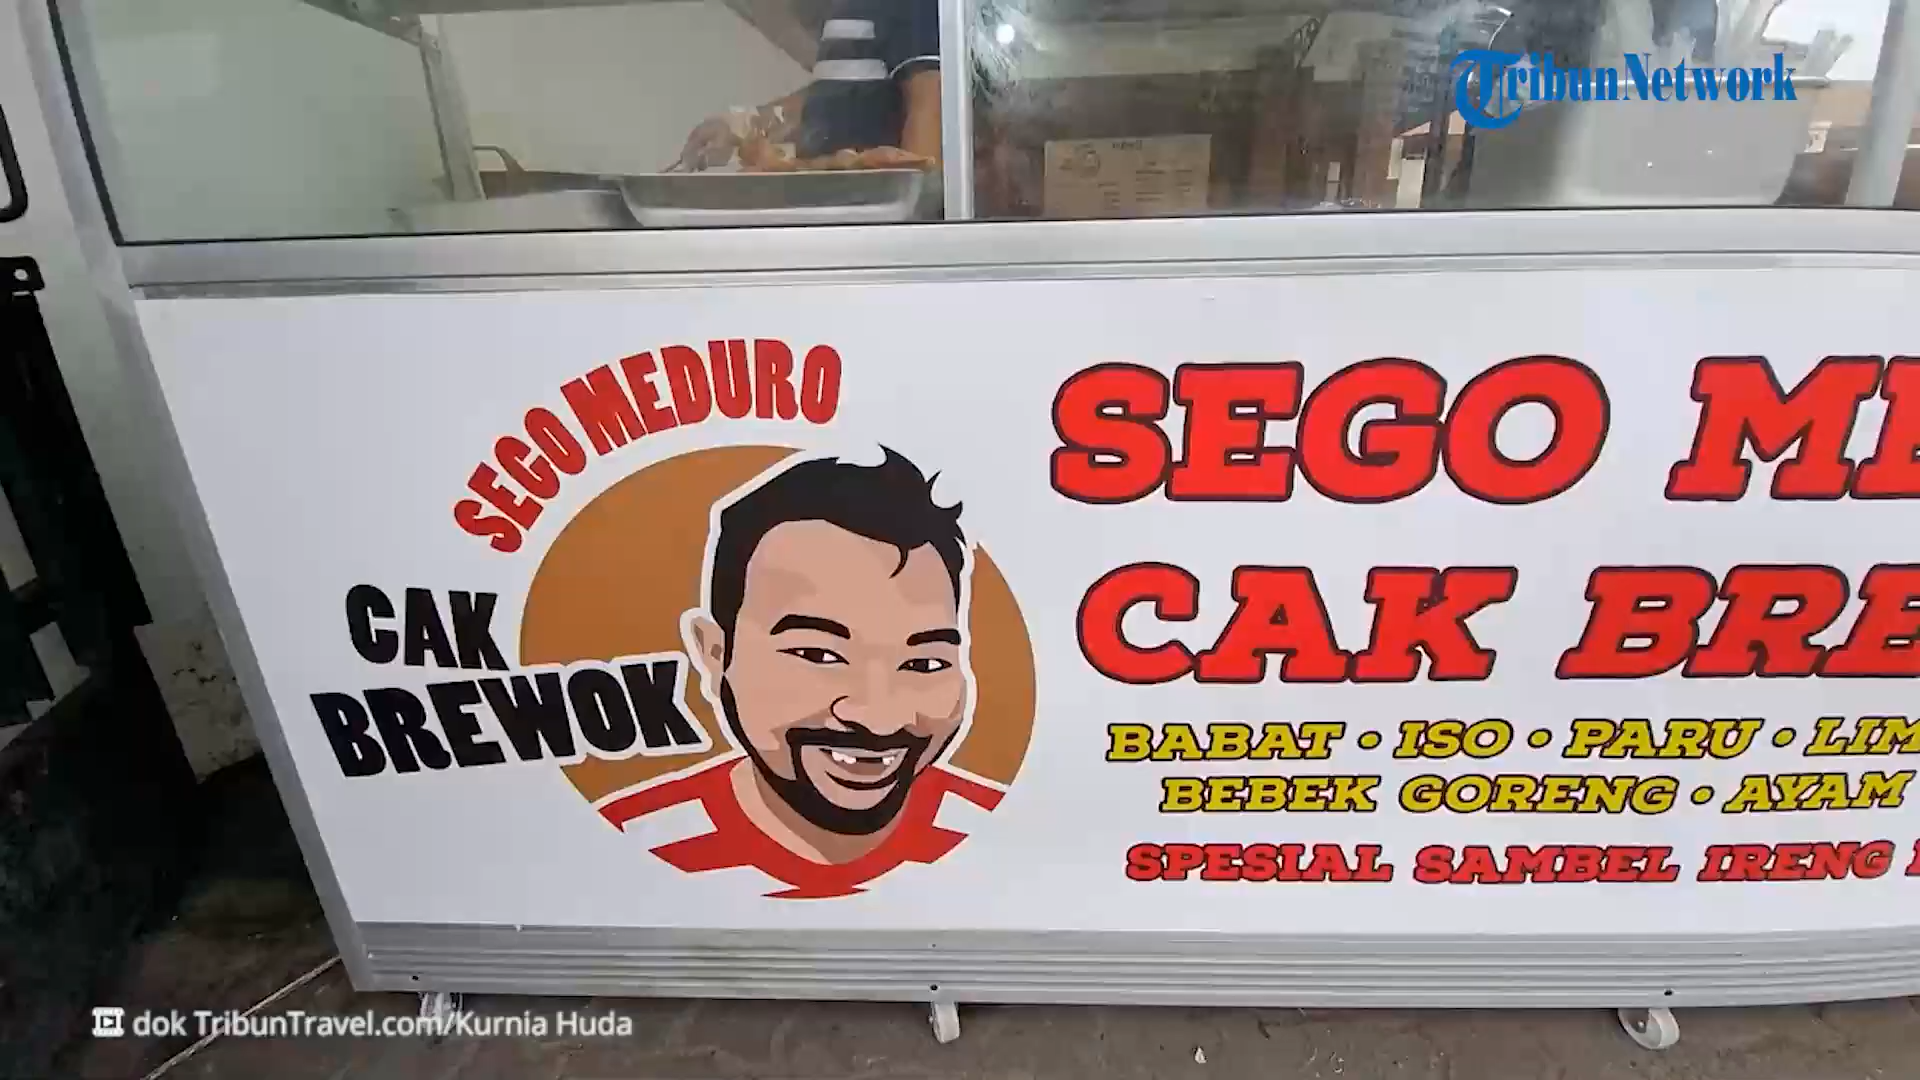 TribunNetwork
SEGO MEDURO
CAK
BREWOK
SEGO ME
CAK BRE
BABAT • ISO • PARU • LIM
BEBEK GORENG • AYAM
SPESIAL SAMBEL IRENG
dok TribunTravel.com/Kurnia Huda